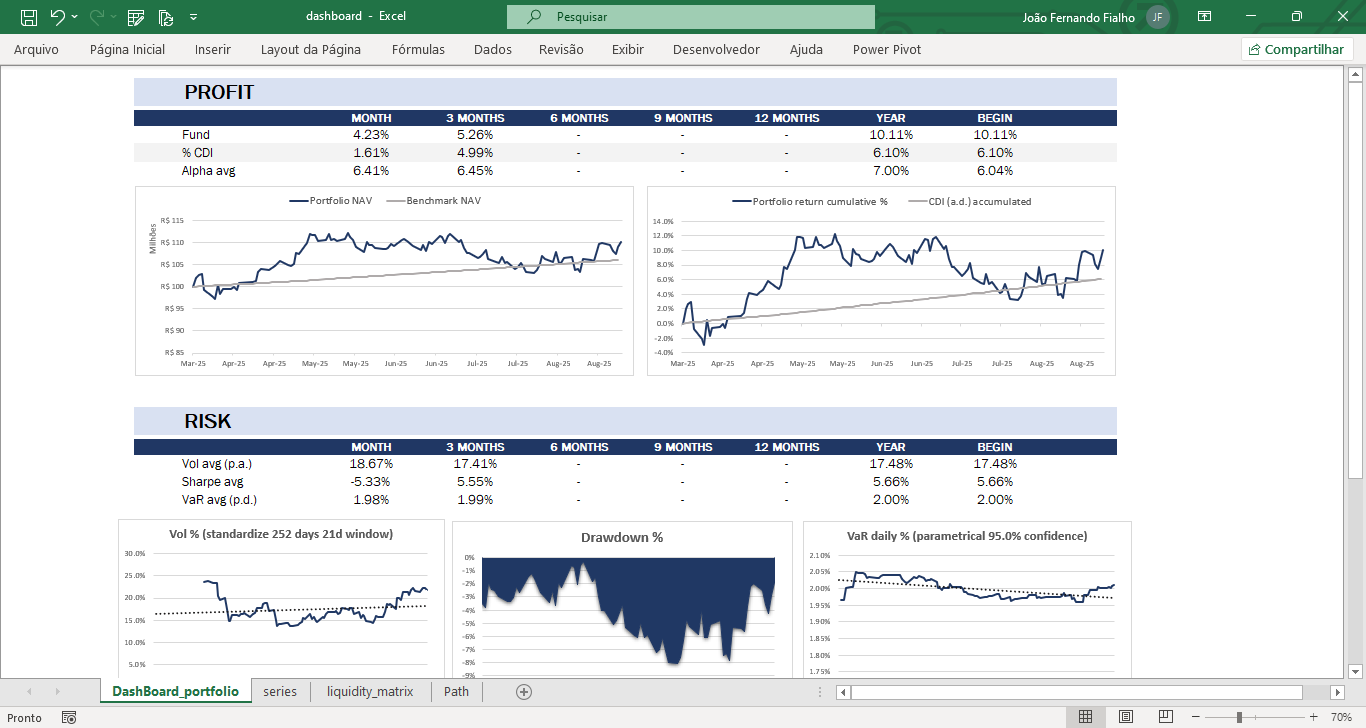 dashboard - Excel
Pesquisar
João Fernando Fialho
JF
Arquivo Página Inicial Inserir Layout da Página Fórmulas Dados Revisão Exibir Desenvolvedor Ajuda Power Pivot Compartilhar
PROFIT
MONTH 3 MONTHS 6 MONTHS 9 MONTHS 12 MONTHS YEAR BEGIN
Fund 4.23% 5.26% - - - 10.11% 10.11%
% CDI 1.61% 4.99% - - - 6.10% 6.10%
Alpha avg 6.41% 6.45% - - - 7.00% 6.04%
Portfolio NAV Benchmark NAV
Milhões
R$ 115
R$ 110
R$ 105
R$ 100
R$ 95
R$ 90
R$ 85
Mar-25 Apr-25 Apr-25 May-25 May-25 Jun-25 Jun-25 Jul-25 Jul-25 Aug-25 Aug-25
Portfolio return cumulative % CDI (a.d.) accumulated
14.0%
12.0%
10.0%
8.0%
6.0%
4.0%
2.0%
0.0%
-2.0%
-4.0%
Mar-25 Apr-25 Apr-25 May-25 May-25 Jun-25 Jun-25 Jul-25 Jul-25 Aug-25 Aug-25
RISK
MONTH 3 MONTHS 6 MONTHS 9 MONTHS 12 MONTHS YEAR BEGIN
Vol avg (p.a.) 18.67% 17.41% - - - 17.48% 17.48%
Sharpe avg -5.33% 5.55% - - - 5.66% 5.66%
VaR avg (p.d.) 1.98% 1.99% - - - 2.00% 2.00%
Vol % (standardize 252 days 21d window)
30.0%
25.0%
20.0%
15.0%
10.0%
5.0%
Drawdown %
0%
-1%
-2%
-3%
-4%
-5%
-6%
-7%
-8%
-9%
VaR daily % (parametrical 95.0% confidence)
2.10%
2.05%
2.00%
1.95%
1.90%
1.85%
1.80%
1.75%
DashBoard_portfolio series liquidity_matrix Path
Pronto
70%